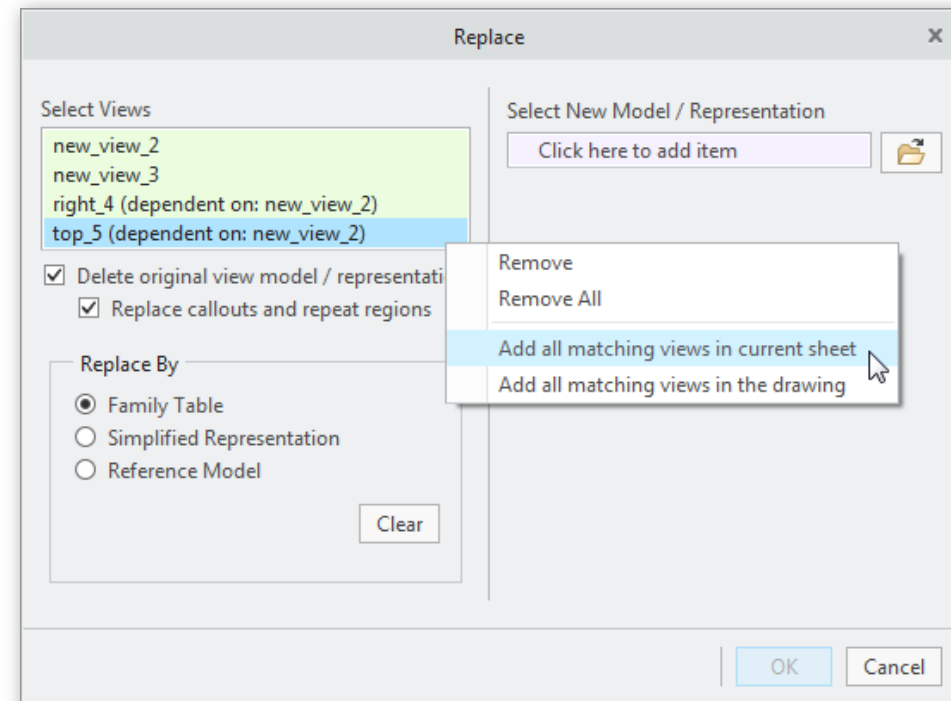 Replace
Select Views
new_view_2
new_view_3
right_4 (dependent on: new_view_2)
top_5 (dependent on: new_view_2)
Delete original view model / representati
Replace callouts and repeat regions
Replace By
Family Table
Simplified Representation
Reference Model
Clear
Select New Model / Representation
Click here to add item
Remove
Remove All
Add all matching views in current sheet
Add all matching views in the drawing
OK
Cancel